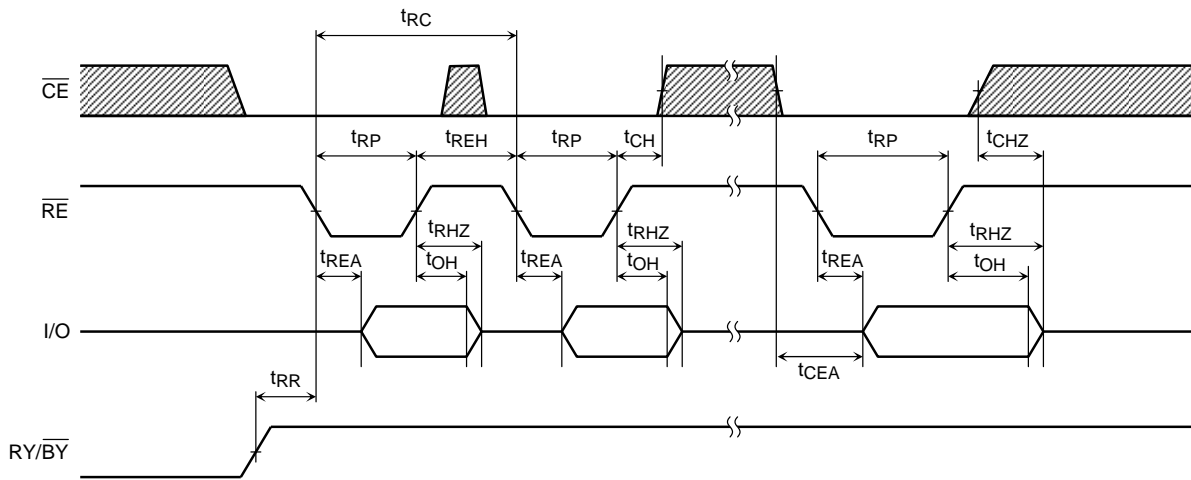 tRC
CE
tRP tREH tRP tCH tRP tCHZ
RE
tRHZ tRHZ tRHZ
tREA tOH tREA tOH tREA tOH
I/O
tCEA
tRR
RY/BY